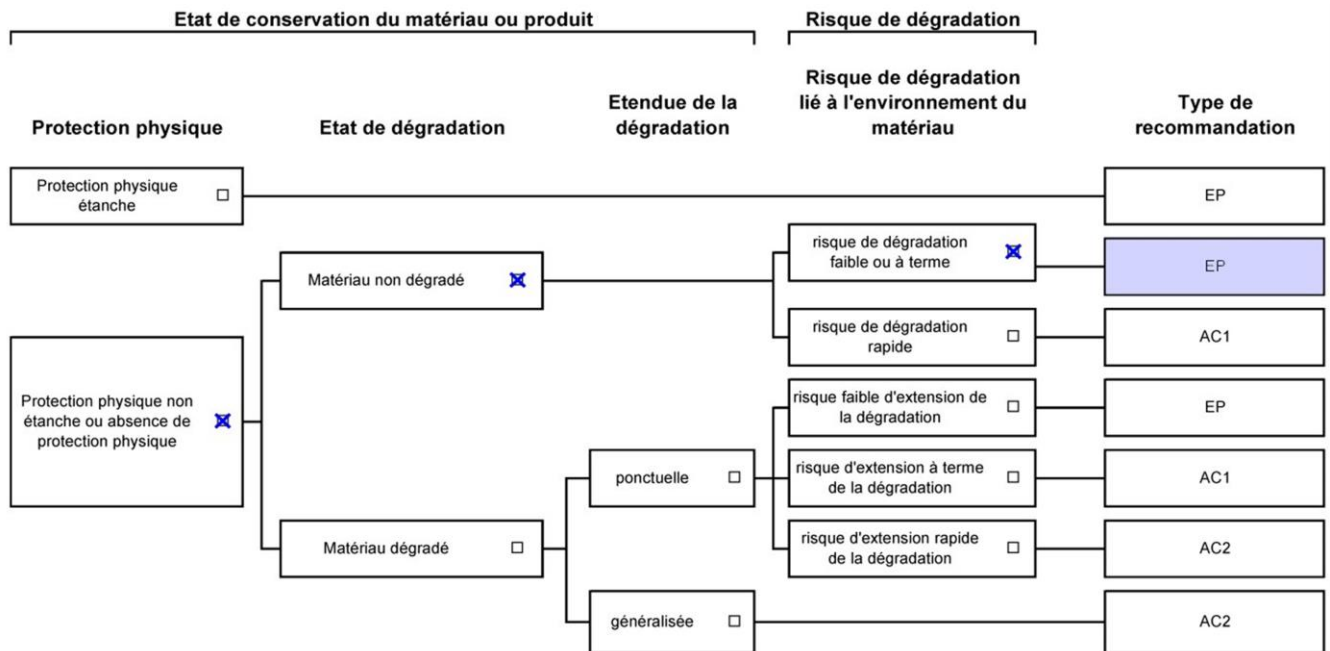 Etat de conservation du matériau ou produit
Risque de dégradation
Protection physique
Etat de dégradation
Etendue de la
dégradation
Risque de dégradation
lié à l'environnement du
matériau
Type de
recommandation
Protection physique
étanche
EP
risque de dégradation
faible ou à terme
EP
Matériau non dégradé
risque de dégradation
rapide
AC1
Protection physique non
étanche ou absence de
protection physique
risque faible d'extension de
la dégradation
EP
ponctuelle
risque d'extension à terme
de la dégradation
AC1
Matériau dégradé
risque d'extension rapide
de la dégradation
AC2
généralisée
AC2